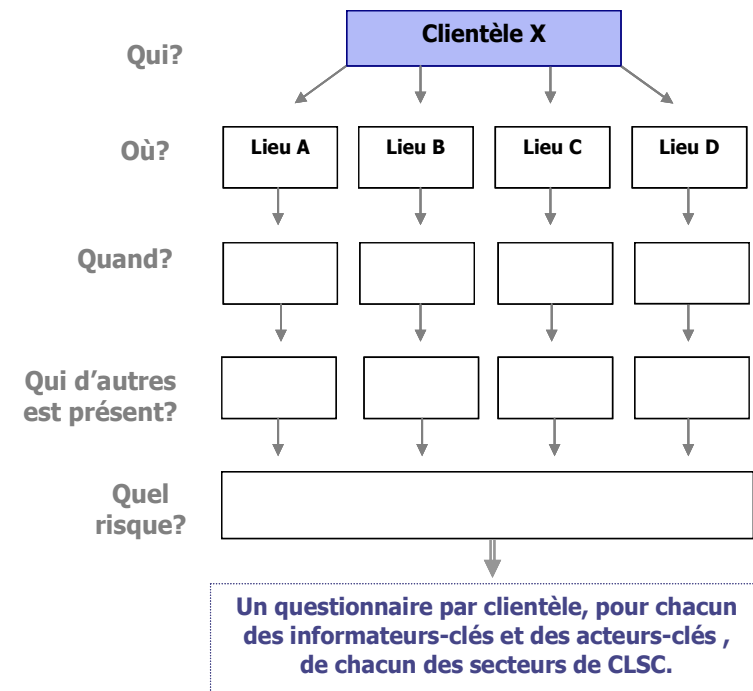 Clientèle X
Qui?
Où?
Lieu A
Lieu B
Lieu C
Lieu D
Quand?
Qui d'autres
est présent?
Quel
risque?
Un questionnaire par clientèle, pour chacun
des informateurs-clés et des acteurs-clés ,
de chacun des secteurs de CLSC.